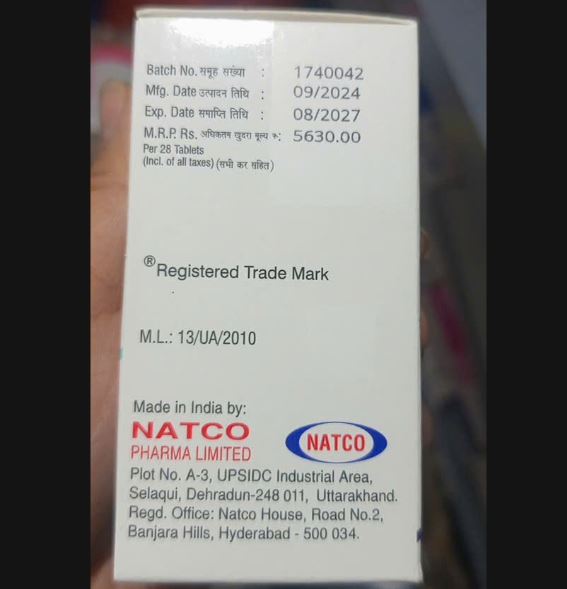 Batch No. समूह संख्या : 1740042
Mfg. Date उत्पादन तिथि : 09/2024
Exp. Date समाप्ति तिथि : 08/2027
M.R.P. Rs. अधिकतम खुदरा मूल्य रु: 5630.00
Per 28 Tablets
(Incl. of all taxes) (सभी कर सहित)
®Registered Trade Mark
M.L.: 13/UA/2010
Made in India by:
NATCO
PHARMA LIMITED
NATCO
Plot No. A-3, UPSIDC Industrial Area,
Selaqui, Dehradun-248 011, Uttarakhand.
Regd. Office: Natco House, Road No.2,
Banjara Hills, Hyderabad - 500 034.